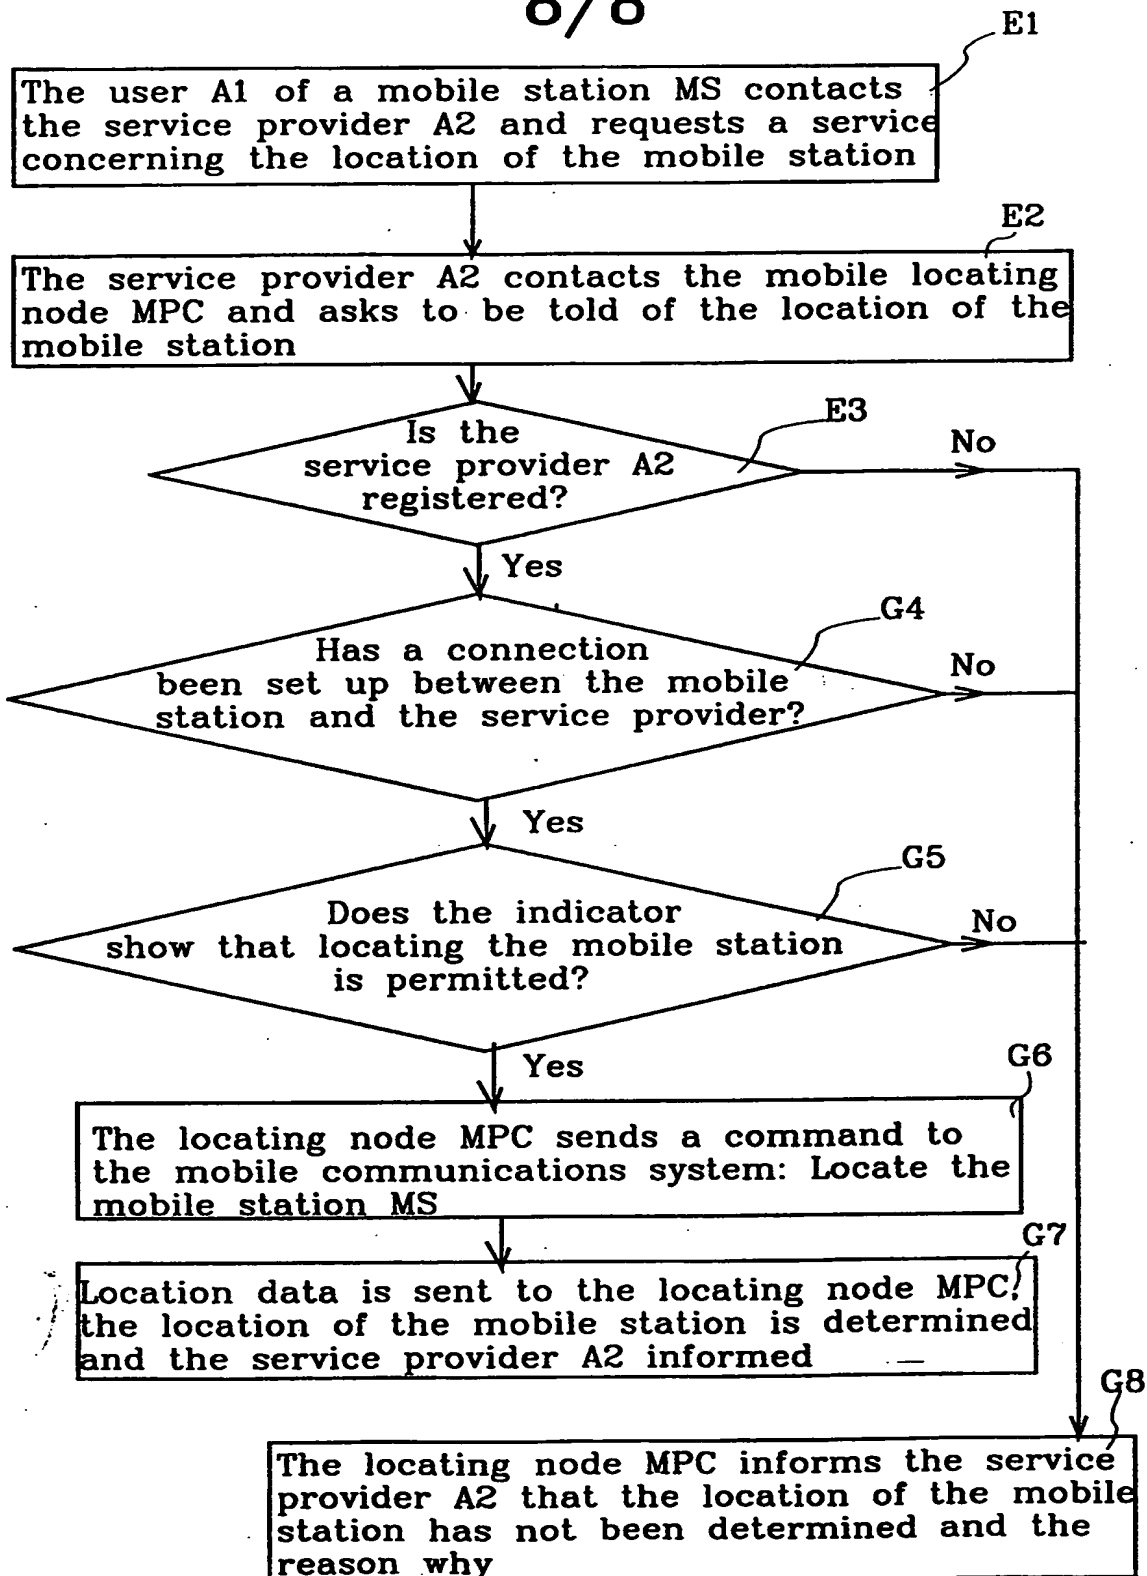 8/8
E1
The user A1 of a mobile station MS contacts
the service provider A2 and requests a service
concerning the location of the mobile station
E2
The service provider A2 contacts the mobile locating
node MPC and asks to be told of the location of the
mobile station
E3
Is the
service provider A2
registered?
No
Yes
G4
Has a connection
been set up between the mobile
station and the service provider?
No
Yes
G5
Does the indicator
show that locating the mobile station
is permitted?
No
Yes
G6
The locating node MPC sends a command to
the mobile communications system: Locate the
mobile station MS
G7
Location data is sent to the locating node MPC,
the location of the mobile station is determined
and the service provider A2 informed
G8
The locating node MPC informs the service
provider A2 that the location of the mobile
station has not been determined and the
reason why